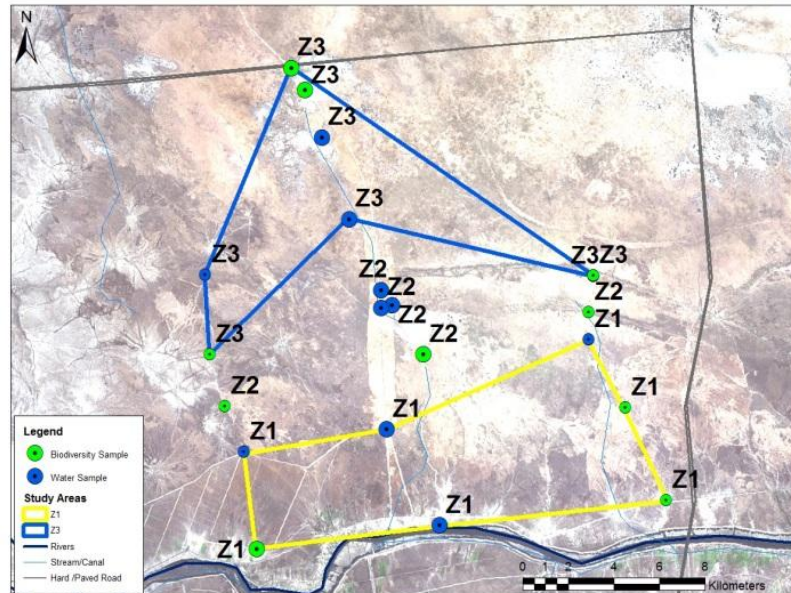 N
Z3
Z3
Z3
Z3
Z3
Z3Z3
Z2
Z2
Z2
Z2
Z1
Z3
Z2
Z2
Z1
Z1
Z1
Z1
Z1
Z1
Legend
Biodiversity Sample
Water Sample
Study Areas
Z1
Z3
Rivers
Stream/Canal
Hard /Paved Road
0 2 4 6 8
Kilometers